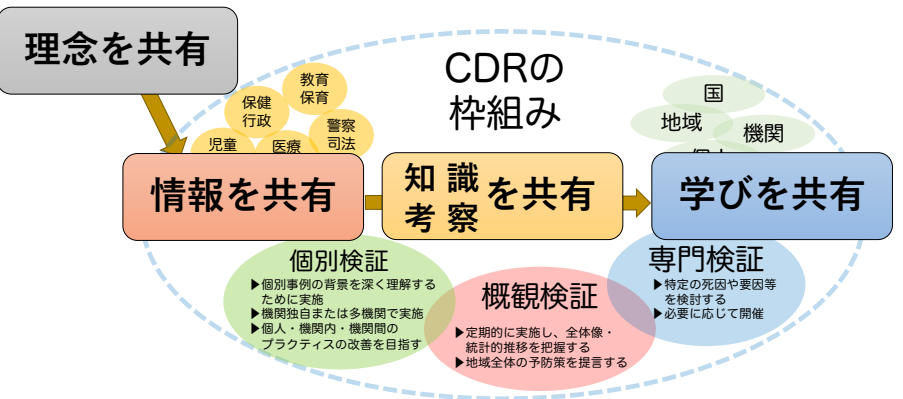 理念を共有
CDRの
枠組み
教育
保育
保健
行政
警察
司法
児童
医療
国
地域
機関
情報を共有
知識
考察
を共有
学びを共有
個別検証
▶個別事例の背景を深く理解する
ために実施
▶機関独自または多機関で実施
▶個人・機関内・機関間の
プラクティスの改善を目指す
概観検証
▶定期的に実施し、全体像・
統計的推移を把握する
▶地域全体の予防策を提言する
専門検証
▶特定の死因や要因等
を検討する
▶必要に応じて開催